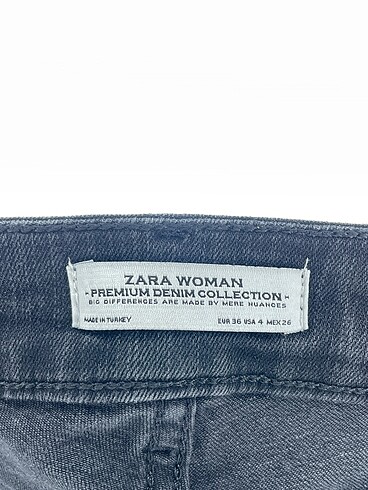 ZARA WOMAN
-PREMIUM DENIM COLLECTION-
BIG DIFFERENCES ARE MADE BY MERE NUANCES
MADE IN TURKEY EUR 36 USA 4 MEX 26